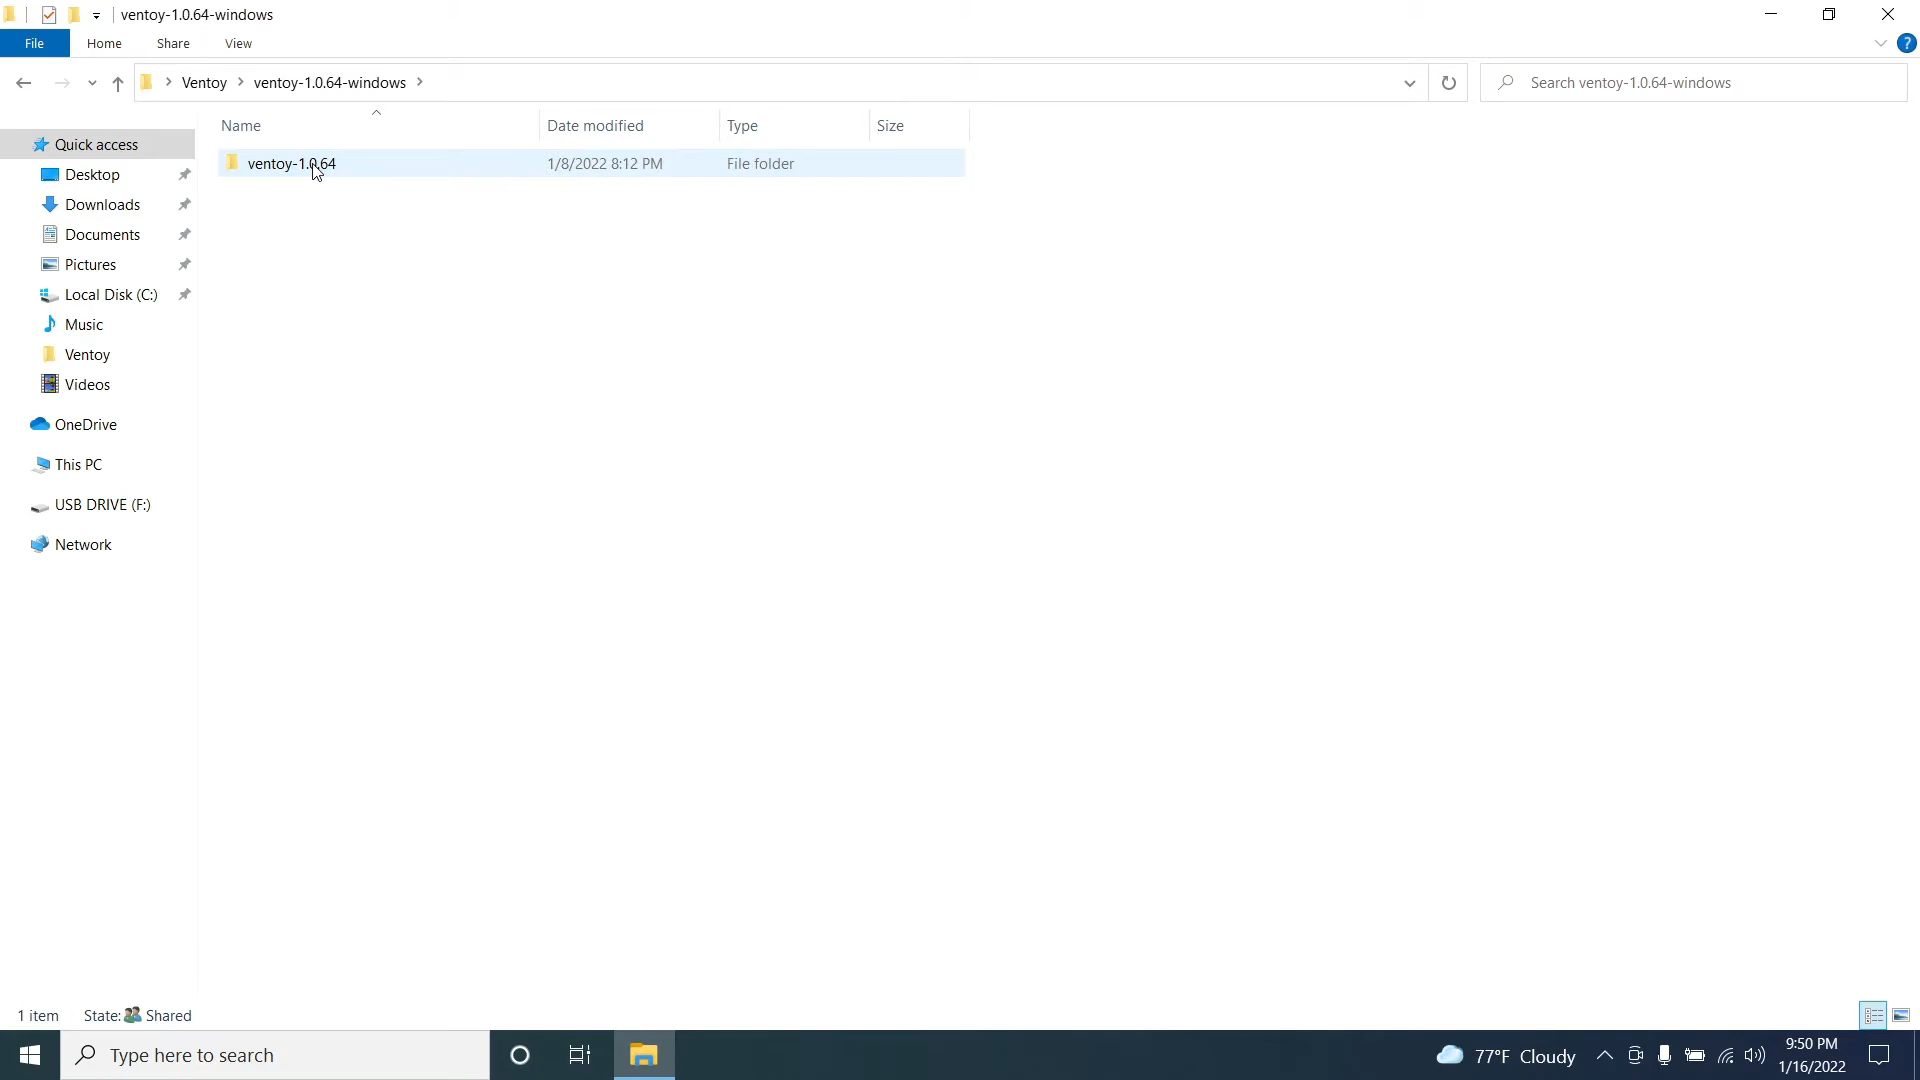 ventoy-1.0.64-windows
File Home Share View ?
Ventoy ventoy-1.0.64-windows Search ventoy-1.0.64-windows
Name Date modified Type Size
Quick access
ventoy-1.0.64 1/8/2022 8:12 PM File folder
Desktop
Downloads
Documents
Pictures
Local Disk (C:)
Music
Ventoy
Videos
OneDrive
This PC
USB DRIVE (F:)
Network
1 item State: Shared
Type here to search 77°F Cloudy 9:50 PM
1/16/2022